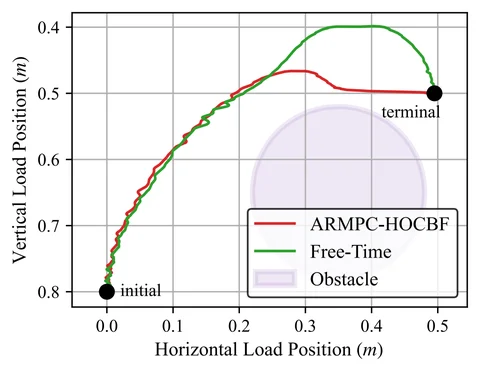 0.4
0.5
0.6
0.7
0.8
Vertical Load Position (m)
terminal
initial
ARMPC-HOCBF
Free-Time
Obstacle
0.0 0.1 0.2 0.3 0.4 0.5
Horizontal Load Position (m)